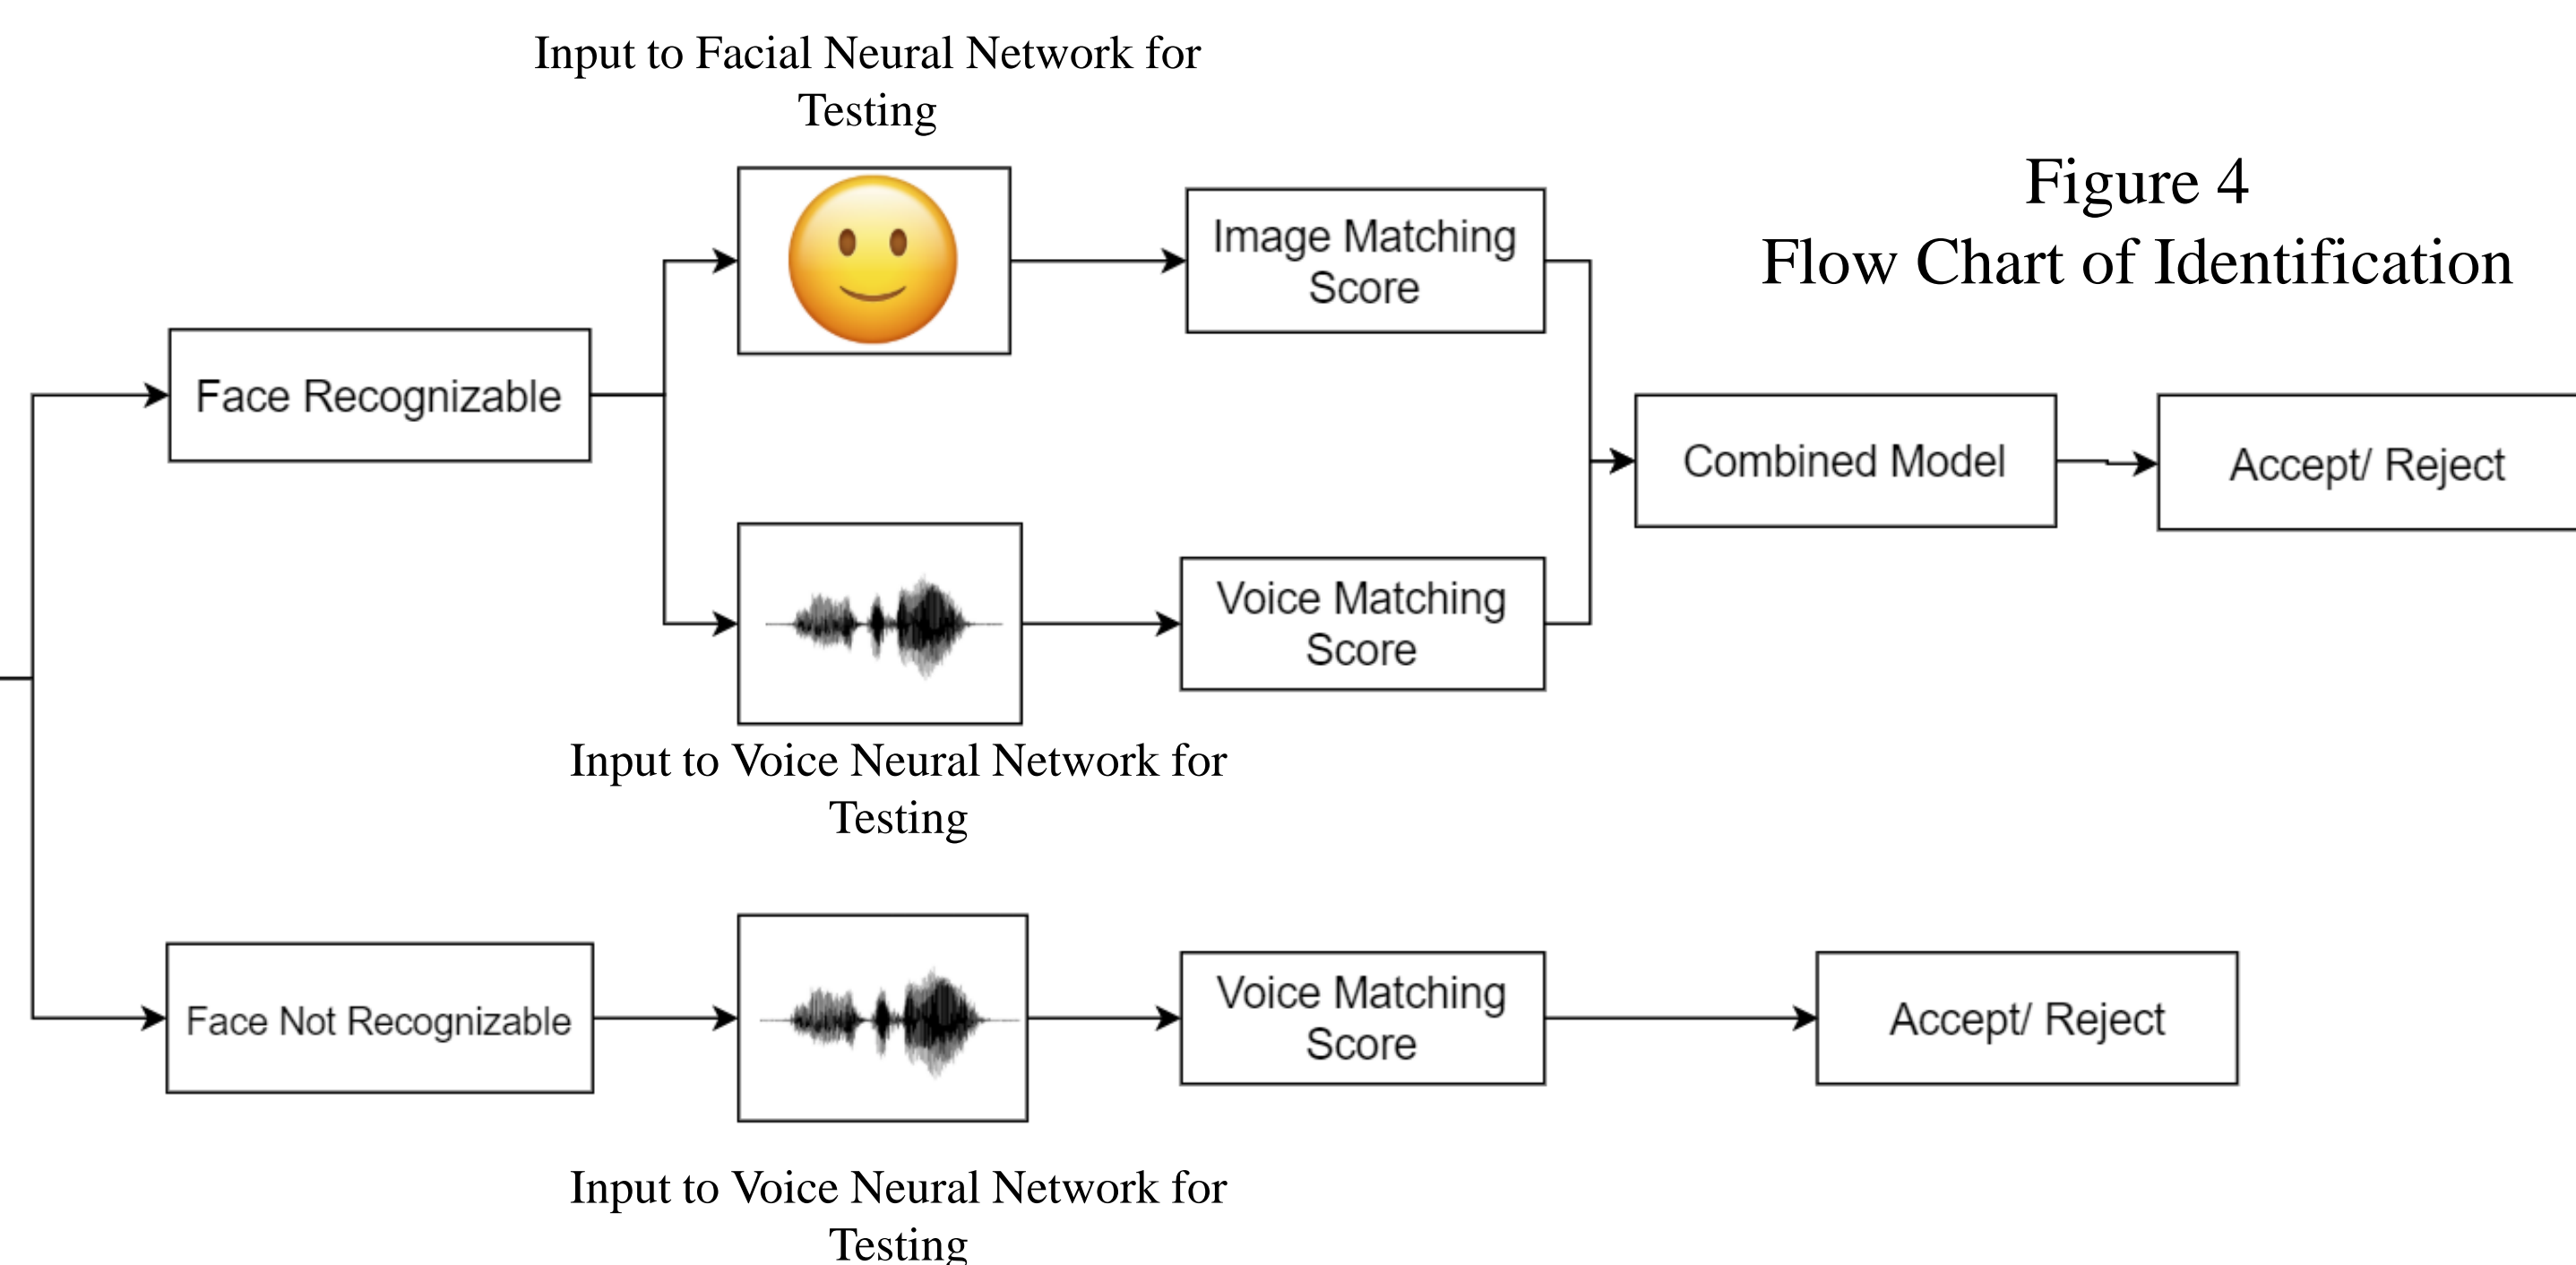 Input to Facial Neural Network for
Testing
Figure 4
Flow Chart of Identification
Image Matching
Score
Face Recognizable
Combined Model
Accept/ Reject
Voice Matching
Score
Input to Voice Neural Network for
Testing
Face Not Recognizable
Voice Matching
Score
Accept/ Reject
Input to Voice Neural Network for
Testing